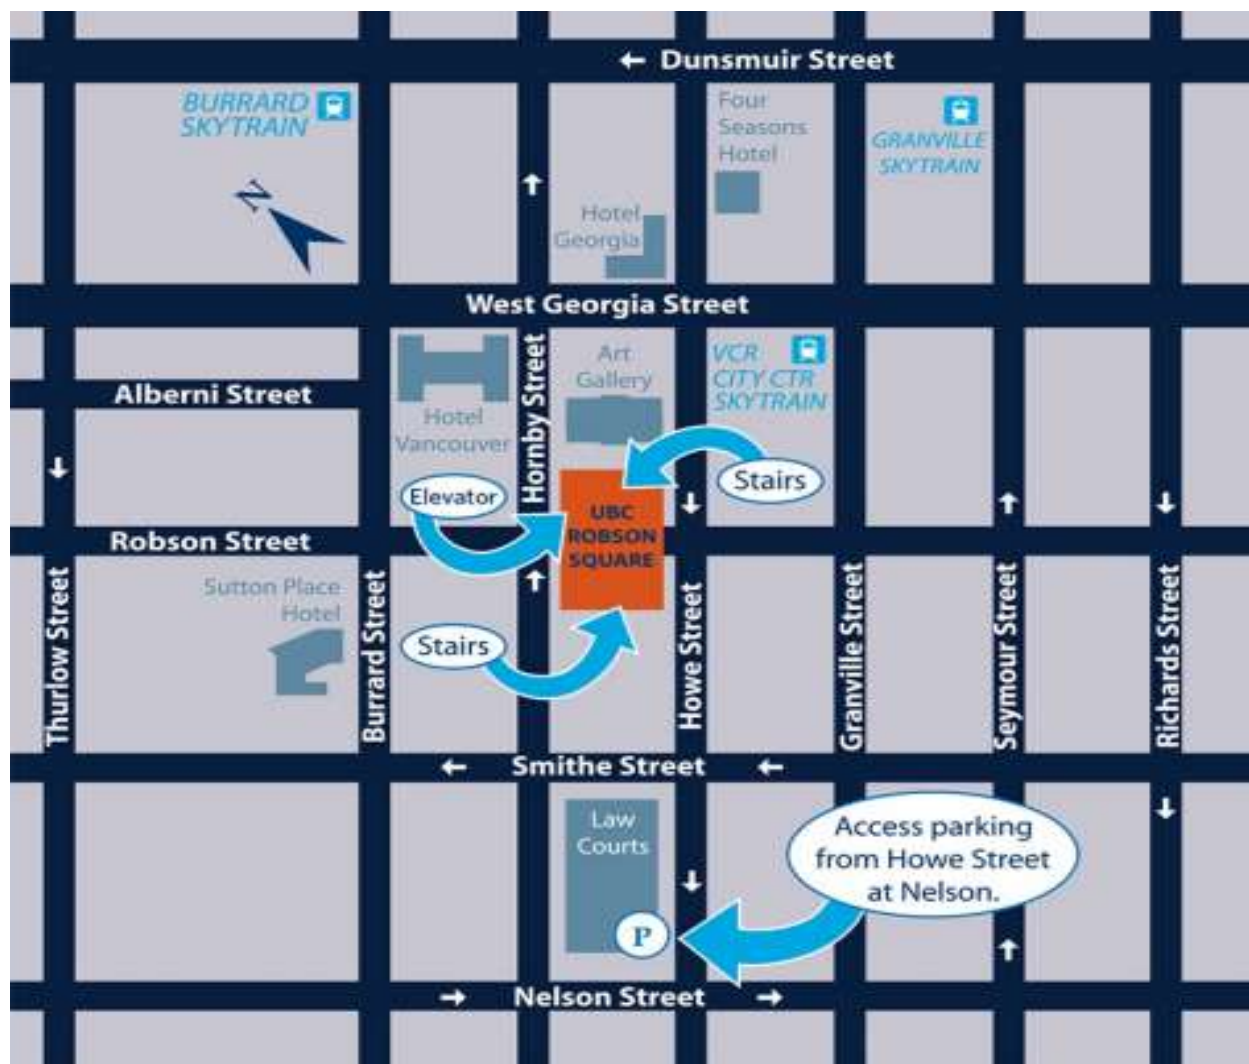 ← Dunsmuir Street
BURRARD
SKYTRAIN
Four
Seasons
Hotel
GRANVILLE
SKYTRAIN
N
Hotel
Georgia
West Georgia Street
Hornby Street
Art
Gallery
VCR
CITY CTR
SKYTRAIN
Alberni Street
Hotel
Vancouver
Elevator
Stairs
UBC
ROBSON
SQUARE
Robson Street
Sutton Place
Hotel
Stairs
Thurlow Street
Burrard Street
Howe Street
Granville Street
Seymour Street
Richards Street
← Smithe Street ←
Law
Courts
Access parking
from Howe Street
at Nelson.
P
→ Nelson Street →